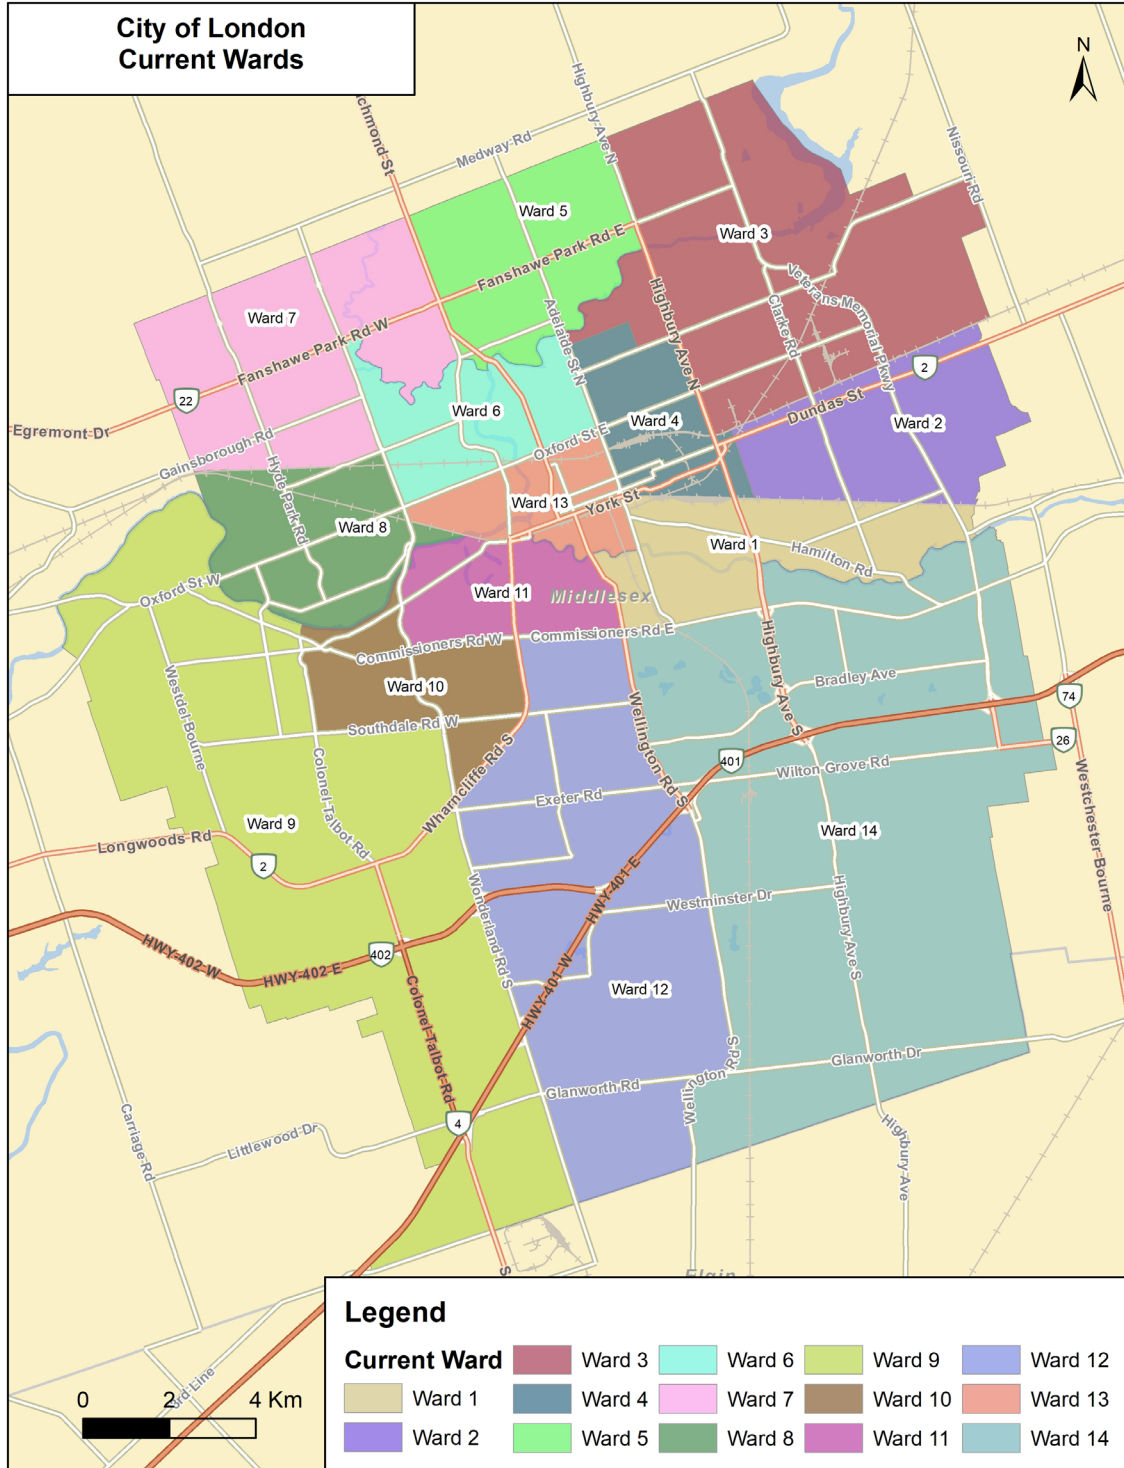 City of London
Current Wards
N
Richmond St
Highbury Ave N
Medway Rd
Nissouri Rd
Ward 5
Ward 3
Fanshawe Park Rd E
Veterans Memorial Pkwy
Ward 7
Highbury Ave N
Adelaide St N
Clarke Rd
Fanshawe Park Rd W
2
22
Dundas St
Ward 6
Ward 4
Ward 2
Egremont Dr
Gainsborough Rd
Oxford St E
Hyde Park Rd
Ward 13
York St
Ward 8
Ward 1
Hamilton Rd
Oxford St W
Ward 11
Middlesex
Commissioners Rd W
Commissioners Rd E
Highbury Ave S
Westdel Bourne
Ward 10
Bradley Ave
74
Southdale Rd W
Wellington Rd S
26
401
Wilton Grove Rd
Colonel Talbot Rd
Wharncliffe Rd S
Exeter Rd
Westchester Bourne
Ward 9
Ward 14
Longwoods Rd
2
HWY-401 E
Wonderland Rd S
Westminster Dr
Highbury Ave S
HWY-402 W
402
HWY-402 E
HWY-401 W
Ward 12
Colonel Talbot Rd
Wellington Rd S
Glanworth Dr
Glanworth Rd
4
Carriage Rd
Littlewood Dr
Highbury Ave
S
Elgin
3rd Line
0 2 4 Km
Legend
Current Ward
Ward 1
Ward 2
Ward 3
Ward 4
Ward 5
Ward 6
Ward 7
Ward 8
Ward 9
Ward 10
Ward 11
Ward 12
Ward 13
Ward 14